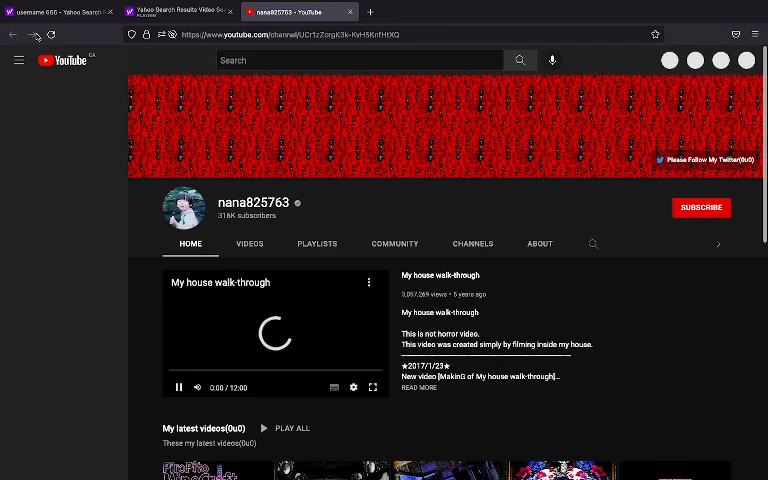 username 666 - Yahoo Search
Yahoo Search Results Video Se
PLAYING
nana825763 - YouTube
https://www.youtube.com/channel/UCr1zZorgK3k-KvH5KnfHtXQ
YouTube CA
Search
Please Follow My Twitter(0u0)
nana825763
316K subscribers
SUBSCRIBE
HOME VIDEOS PLAYLISTS COMMUNITY CHANNELS ABOUT
My house walk-through
0:00 / 12:00
My house walk-through
3,057,269 views • 5 years ago
My house walk-through
This is not horror video.
This video was created simply by filming inside my house.
★2017/1/23★
New video [MakinG of My house walk-through]...
READ MORE
My latest videos(0u0) PLAY ALL
These my latest videos(0u0)
PiroPito
MineCraft